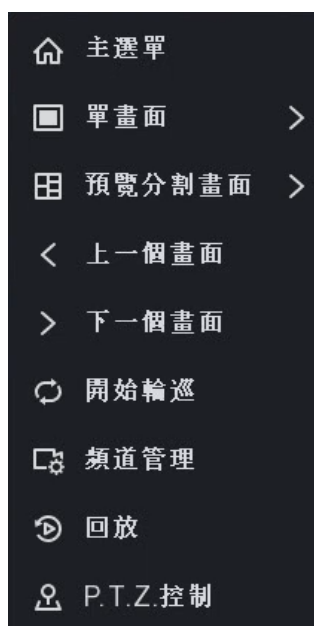 主選單
單畫面
預覽分割畫面
上一個畫面
下一個畫面
開始輪巡
頻道管理
回放
P.T.Z.控制